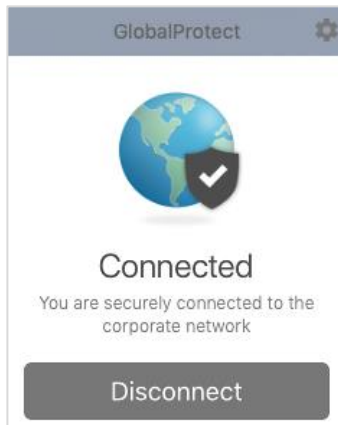 GlobalProtect
Connected
You are securely connected to the
corporate network
Disconnect